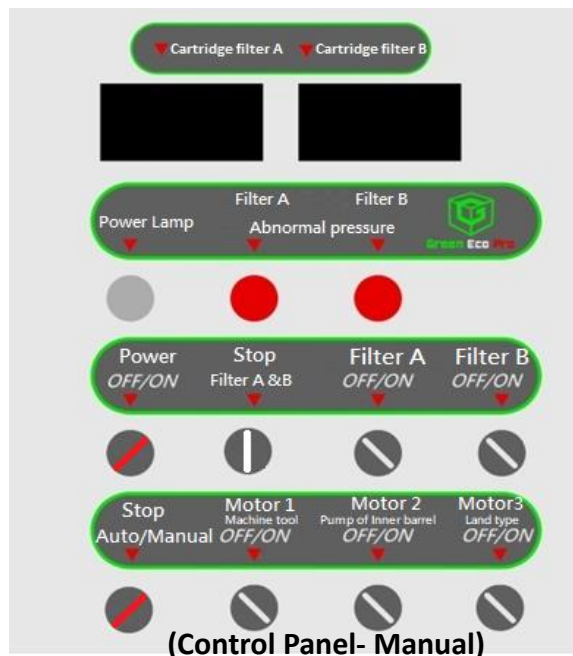 Cartridge filter A Cartridge filter B
Filter A Filter B
Power Lamp Abnormal pressure
Green Eco Pro
Power Stop Filter A Filter B
OFF/ON Filter A &B OFF/ON OFF/ON
Stop Motor 1 Motor 2 Motor3
Machine tool Pump of Inner barrel Land type
Auto/Manual OFF/ON OFF/ON OFF/ON
(Control Panel- Manual)